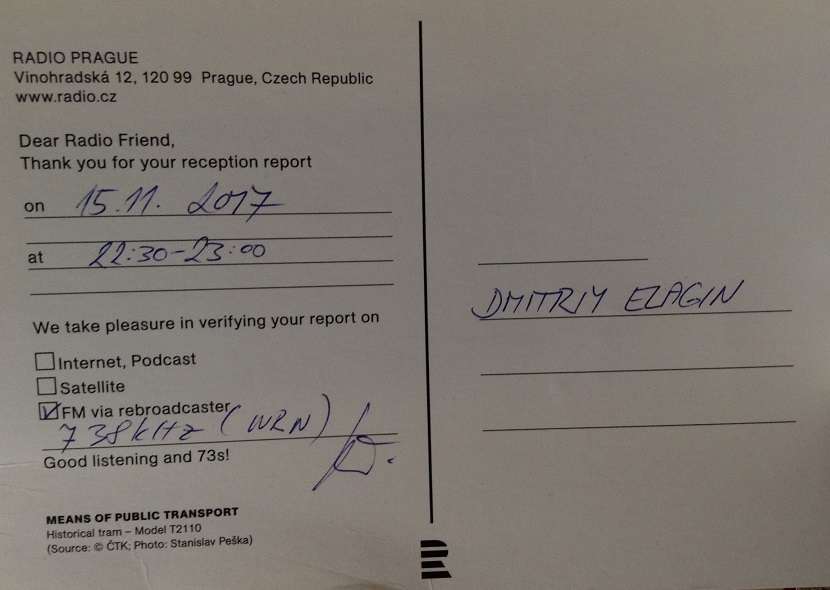 RADIO PRAGUE
Vinohradská 12, 120 99 Prague, Czech Republic
www.radio.cz
Dear Radio Friend,
Thank you for your reception report
on 15.11. 2017
at 22:30-23:00
We take pleasure in verifying your report on
Internet, Podcast
Satellite
FM via rebroadcaster
738kHz (WRN)
Good listening and 73s!
MEANS OF PUBLIC TRANSPORT
Historical tram – Model T2110
(Source: © ČTK; Photo: Stanislav Peška)
DMITRIY ELAGIN